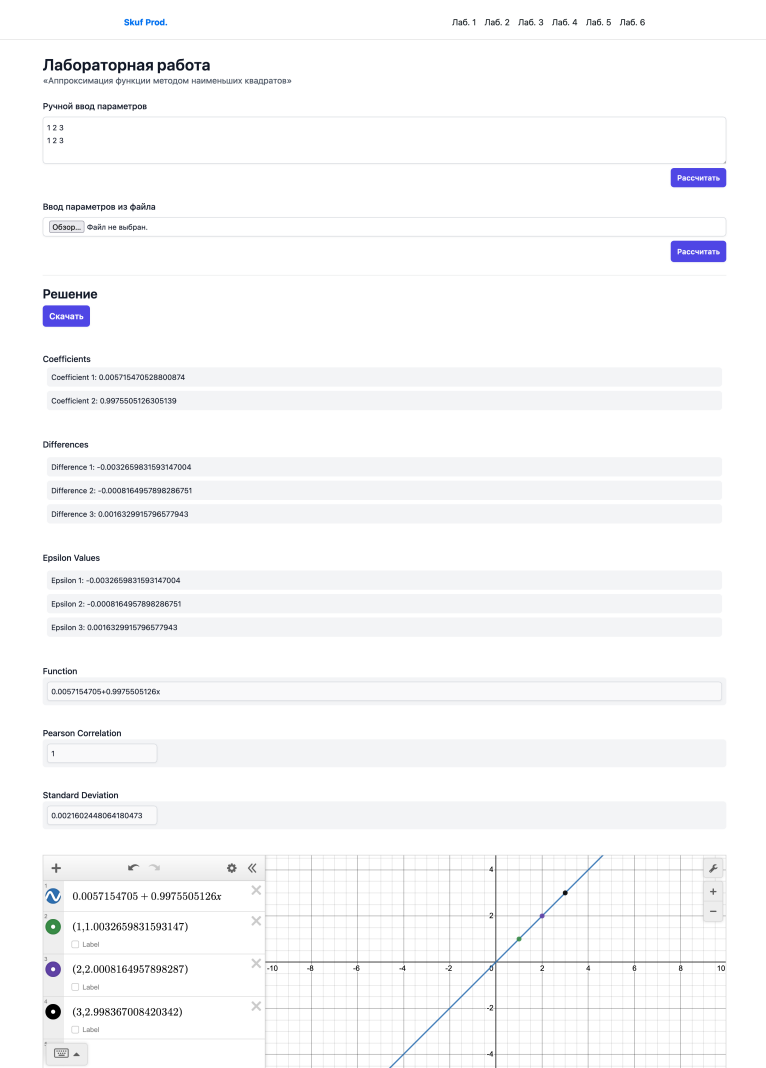 Skuf Prod.
Лаб. 1 Лаб. 2 Лаб. 3 Лаб. 4 Лаб. 5 Лаб. 6
Лабораторная работа
«Аппроксимация функции методом наименьших квадратов»
Ручной ввод параметров
1 2 3
1 2 3
Рассчитать
Ввод параметров из файла
Обзор... Файл не выбран.
Рассчитать
Решение
Скачать
Coefficients
Coefficient 1: 0.005715470528800874
Coefficient 2: 0.9975505126305139
Differences
Difference 1: -0.0032659831593147004
Difference 2: -0.0008164957898286751
Difference 3: 0.0016329915796577943
Epsilon Values
Epsilon 1: -0.0032659831593147004
Epsilon 2: -0.0008164957898286751
Epsilon 3: 0.0016329915796577943
Function
0.0057154705+0.9975505126x
Pearson Correlation
1
Standard Deviation
0.0021602448064180473
1
0.0057154705 + 0.9975505126x
2
(1,1.0032659831593147)
Label
3
(2,2.0008164957898287)
Label
4
(3,2.998367008420342)
Label
5
4
2
-10 -8 -6 -4 -2 0 2 4 6 8 10
-2
-4